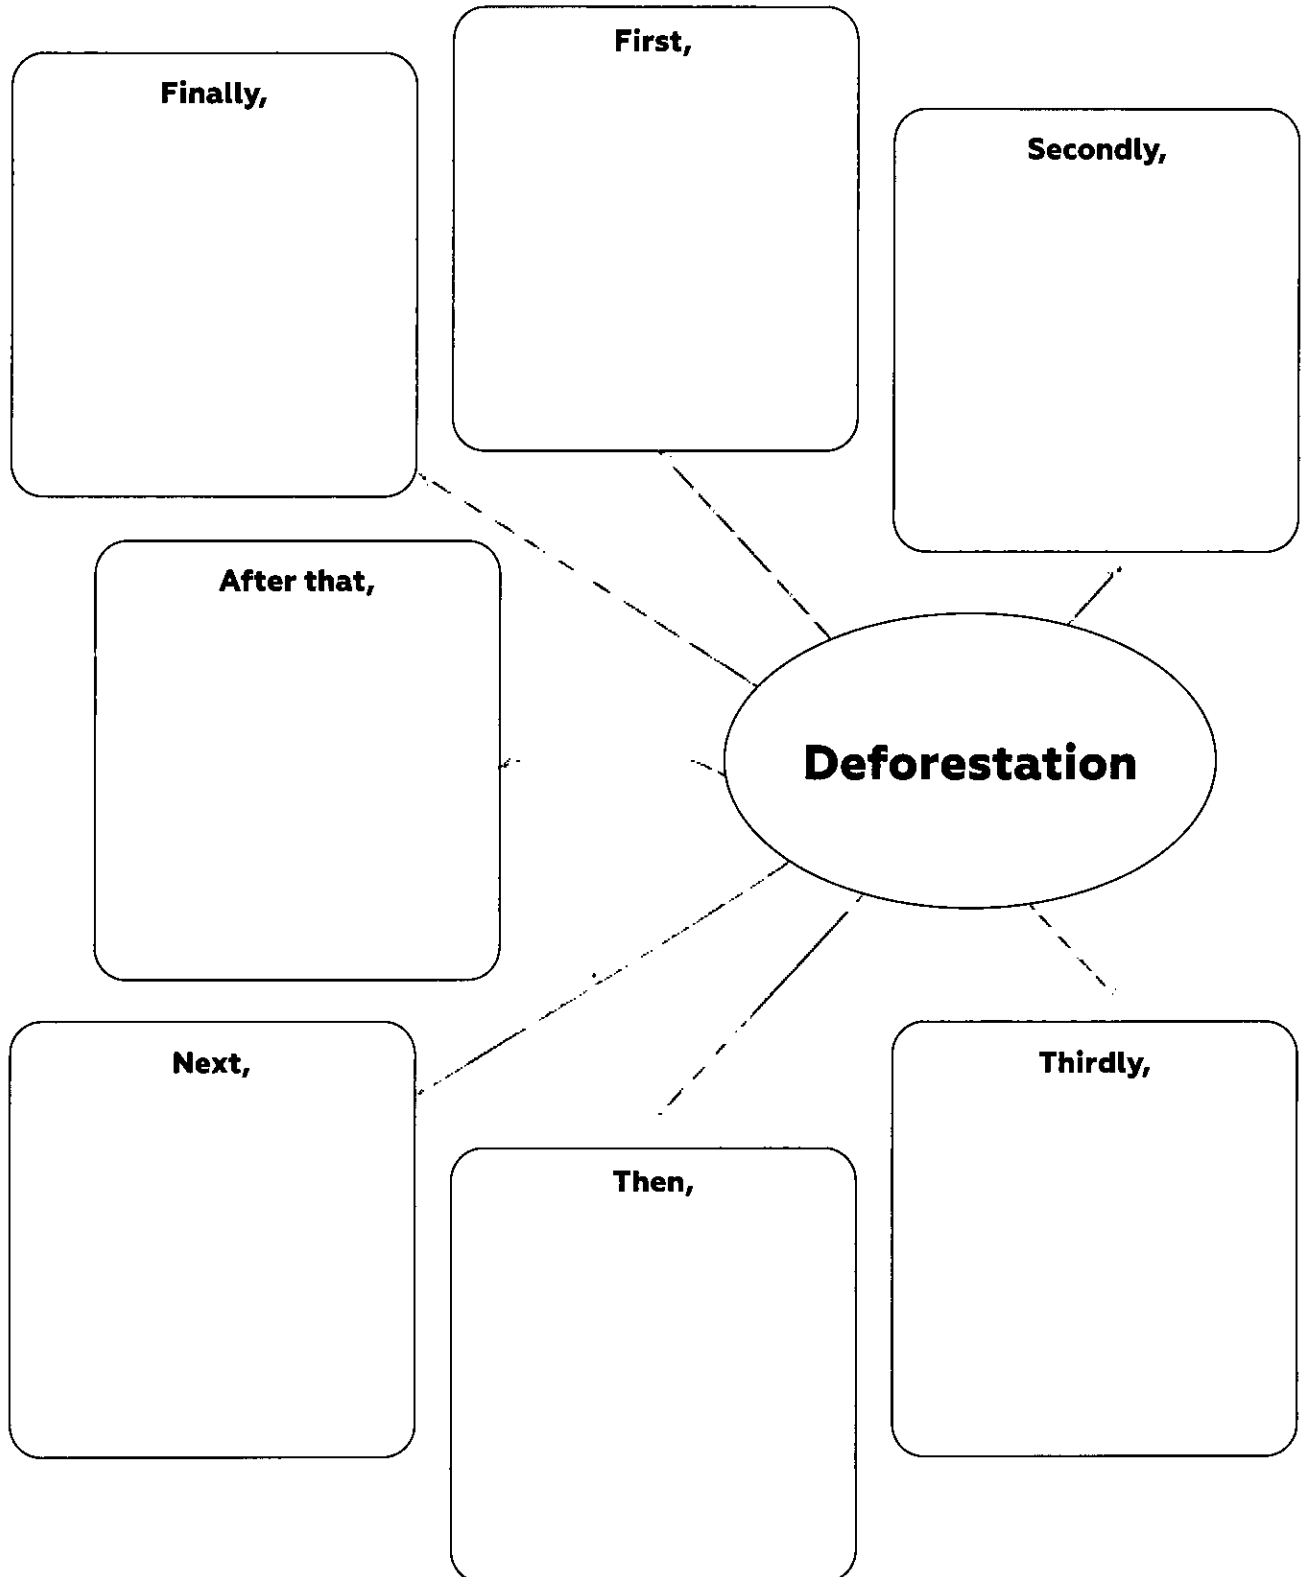 First,
Finally,
Secondly,
After that,
Deforestation
Next,
Thirdly,
Then,